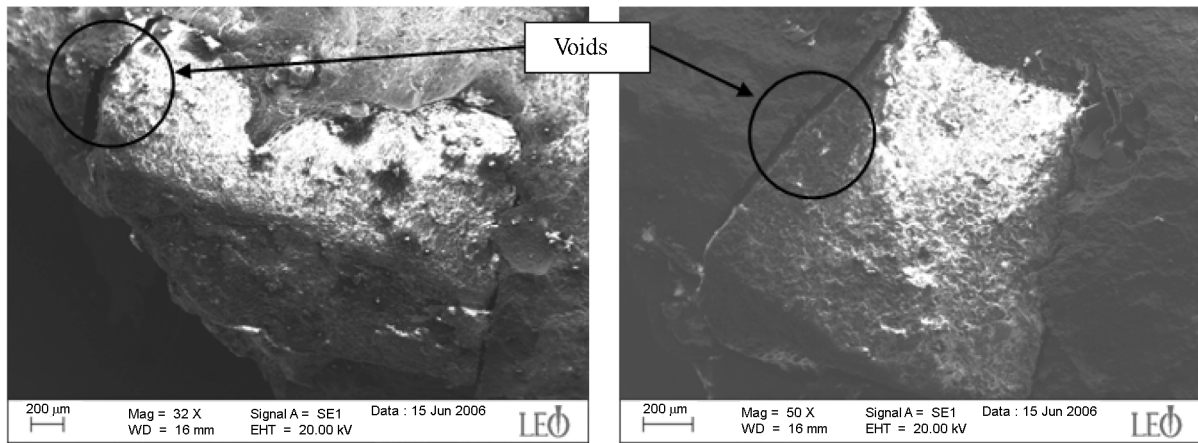 Voids
200 μm
Mag = 32 X
Signal A = SE1
Data : 15 Jun 2006
WD = 16 mm
EHT = 20.00 kV
LEO
200 μm
Mag = 50 X
Signal A = SE1
Data : 15 Jun 2006
WD = 16 mm
EHT = 20.00 kV
LEO